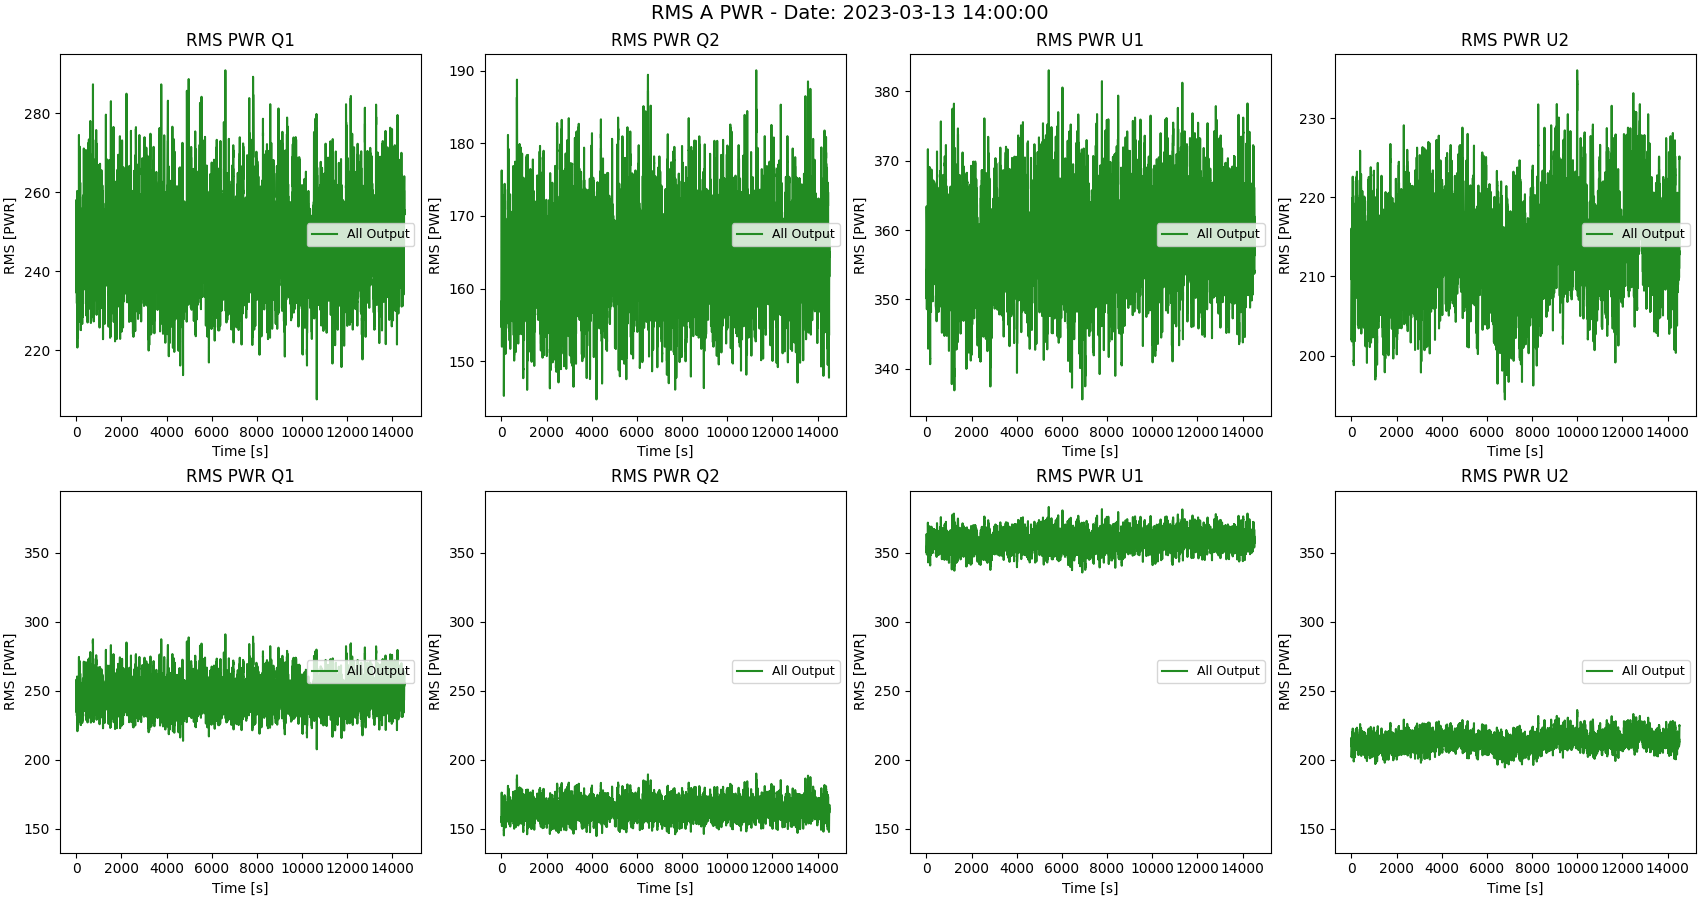 RMS A PWR - Date: 2023-03-13 14:00:00
RMS PWR Q1
RMS [PWR]
280
260
240
220
All Output
0 2000 4000 6000 8000 10000 12000 14000
Time [s]
RMS PWR Q2
RMS [PWR]
190
180
170
160
150
All Output
0 2000 4000 6000 8000 10000 12000 14000
Time [s]
RMS PWR U1
RMS [PWR]
380
370
360
350
340
All Output
0 2000 4000 6000 8000 10000 12000 14000
Time [s]
RMS PWR U2
RMS [PWR]
230
220
210
200
All Output
0 2000 4000 6000 8000 10000 12000 14000
Time [s]
RMS PWR Q1
RMS [PWR]
350
300
250
200
150
All Output
0 2000 4000 6000 8000 10000 12000 14000
Time [s]
RMS PWR Q2
RMS [PWR]
350
300
250
200
150
All Output
0 2000 4000 6000 8000 10000 12000 14000
Time [s]
RMS PWR U1
RMS [PWR]
350
300
250
200
150
All Output
0 2000 4000 6000 8000 10000 12000 14000
Time [s]
RMS PWR U2
RMS [PWR]
350
300
250
200
150
All Output
0 2000 4000 6000 8000 10000 12000 14000
Time [s]